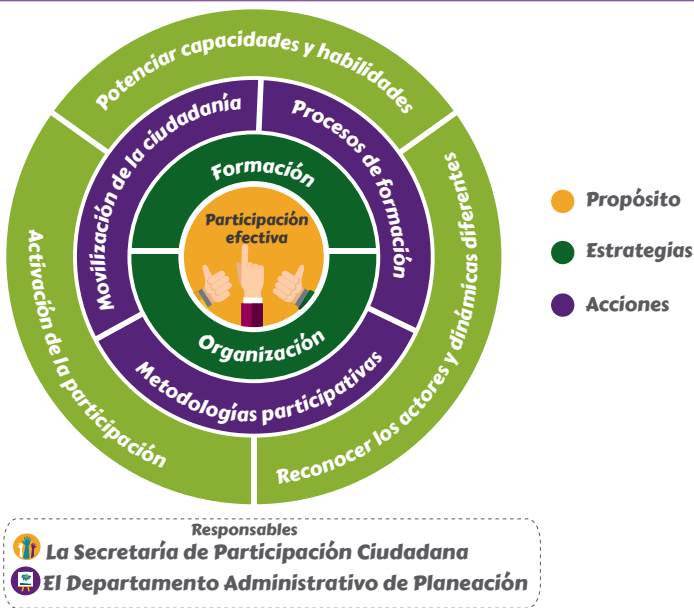 Potenciar capacidades y habilidades
Movilización de la ciudadanía
Procesos de formación
Formación
Participación
efectiva
Organización
Metodologías participativas
Activación de la participación
Reconocer los actores y dinámicas diferentes
Propósito
Estrategias
Acciones
Responsables
La Secretaría de Participación Ciudadana
El Departamento Administrativo de Planeación